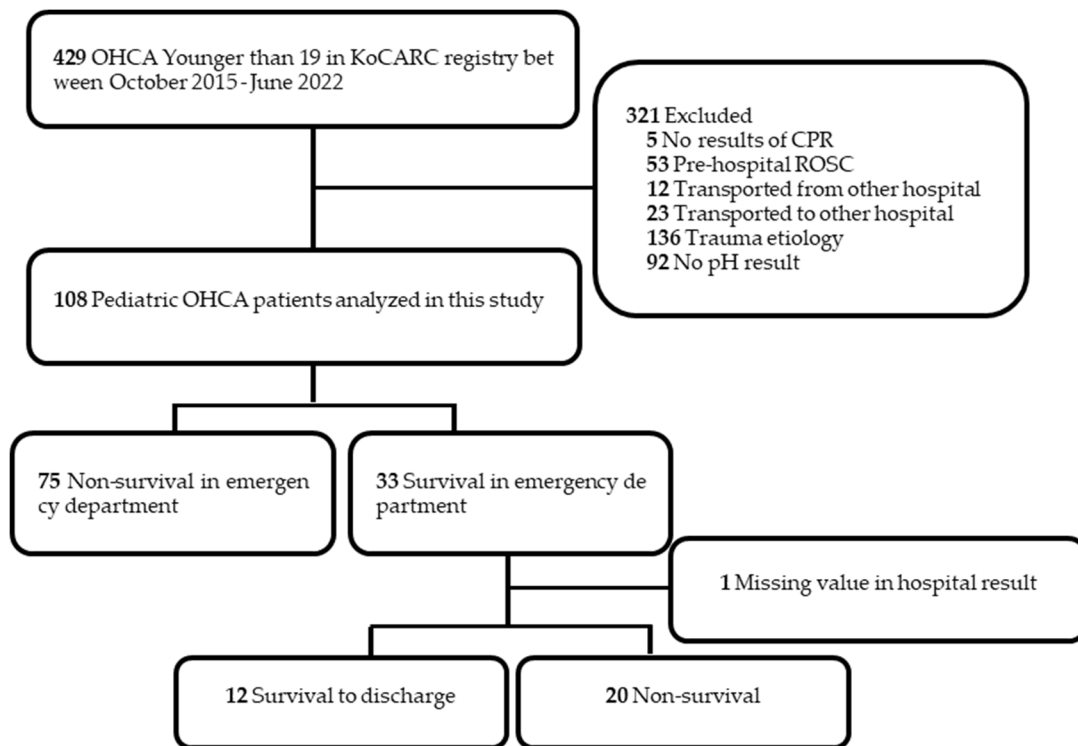 429 OHCA Younger than 19 in KoCARC registry bet
ween October 2015-June 2022
321 Excluded
5 No results of CPR
53 Pre-hospital ROSC
12 Transported from other hospital
23 Transported to other hospital
136 Trauma etiology
92 No pH result
108 Pediatric OHCA patients analyzed in this study
75 Non-survival in emergen
cy department
33 Survival in emergency de
partment
1 Missing value in hospital result
12 Survival to discharge
20 Non-survival